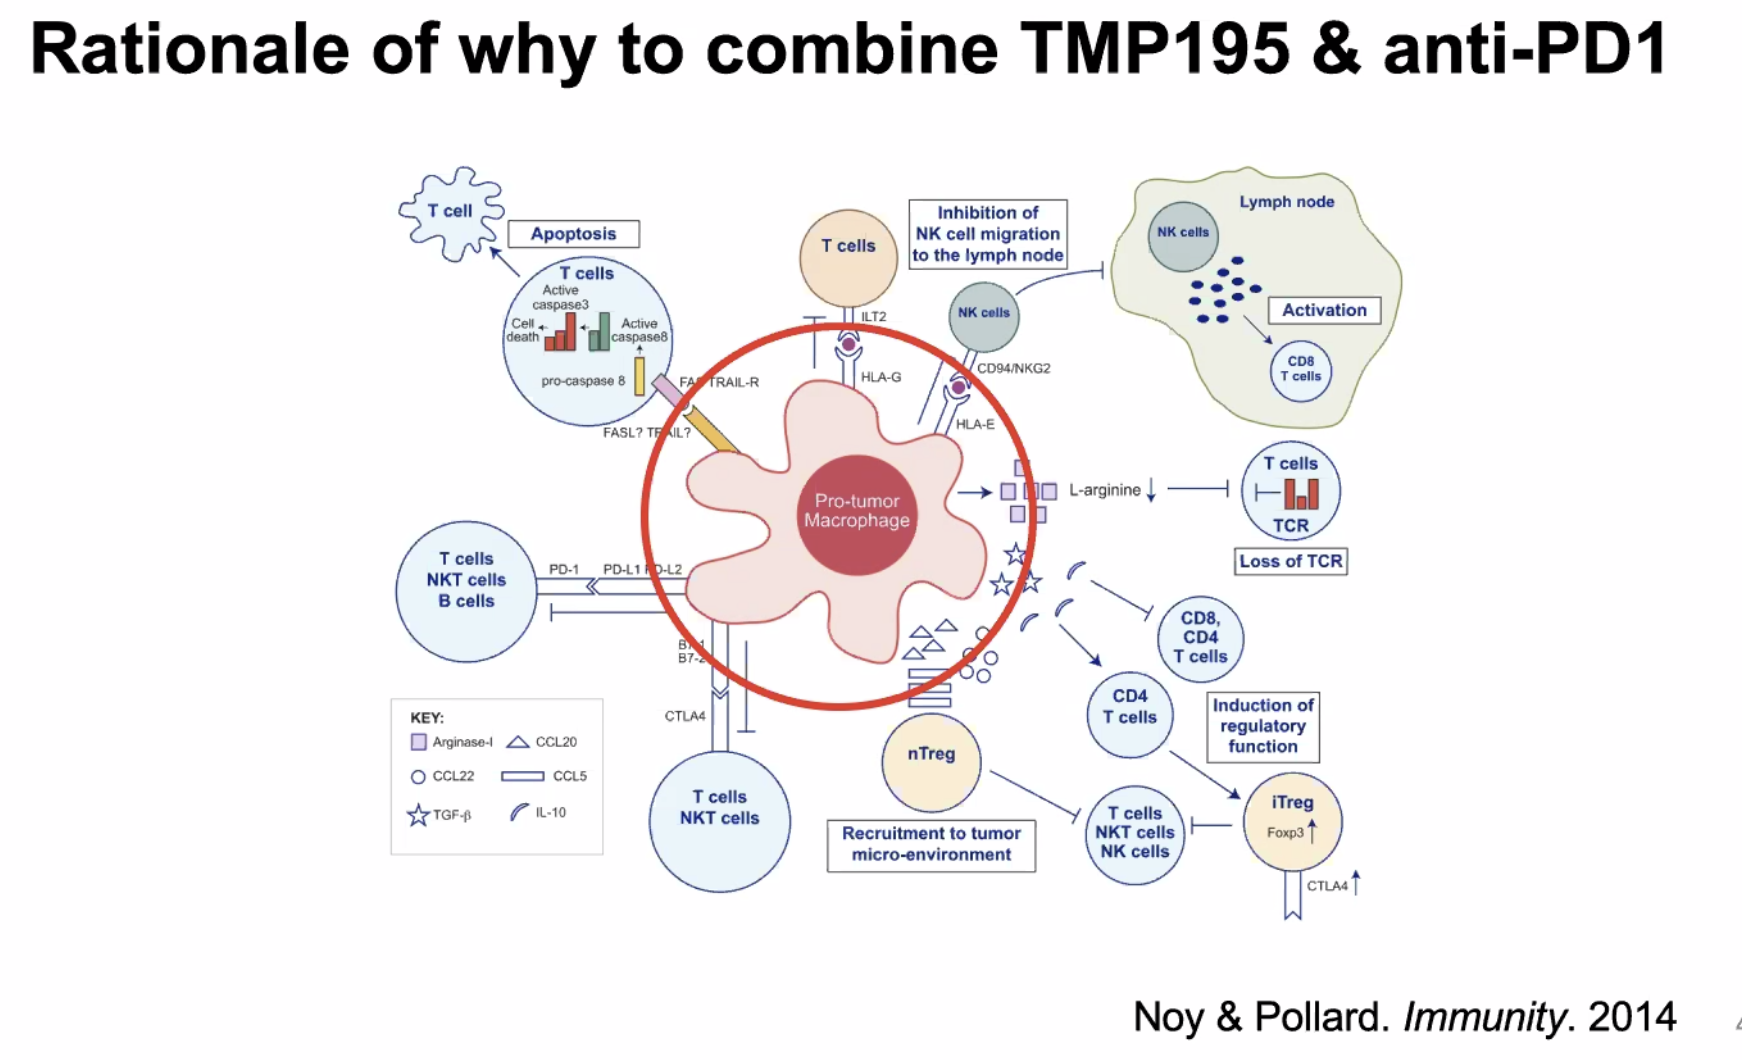 Rationale of why to combine TMP195 & anti-PD1
T cell
Apoptosis
T cells
Active
caspase3
Cell
death
Active
caspase8
pro-caspase 8
FAS TRAIL-R
FASL? TRAIL?
T cells
ILT2
HLA-G
Inhibition of
NK cell migration
to the lymph node
NK cells
CD94/NKG2
HLA-E
Lymph node
NK cells
Activation
CD8
T cells
Pro-tumor
Macrophage
L-arginine
T cells
TCR
Loss of TCR
T cells
NKT cells
B cells
PD-1
PD-L1 PD-L2
B7-1
B7-2
CTLA4
T cells
NKT cells
CD8,
CD4
T cells
CD4
T cells
Induction of
regulatory
function
nTreg
Recruitment to tumor
micro-environment
T cells
NKT cells
NK cells
iTreg
Foxp3
CTLA4
KEY:
Arginase-I
CCL20
CCL22
CCL5
TGF-β
IL-10
Noy & Pollard. Immunity. 2014